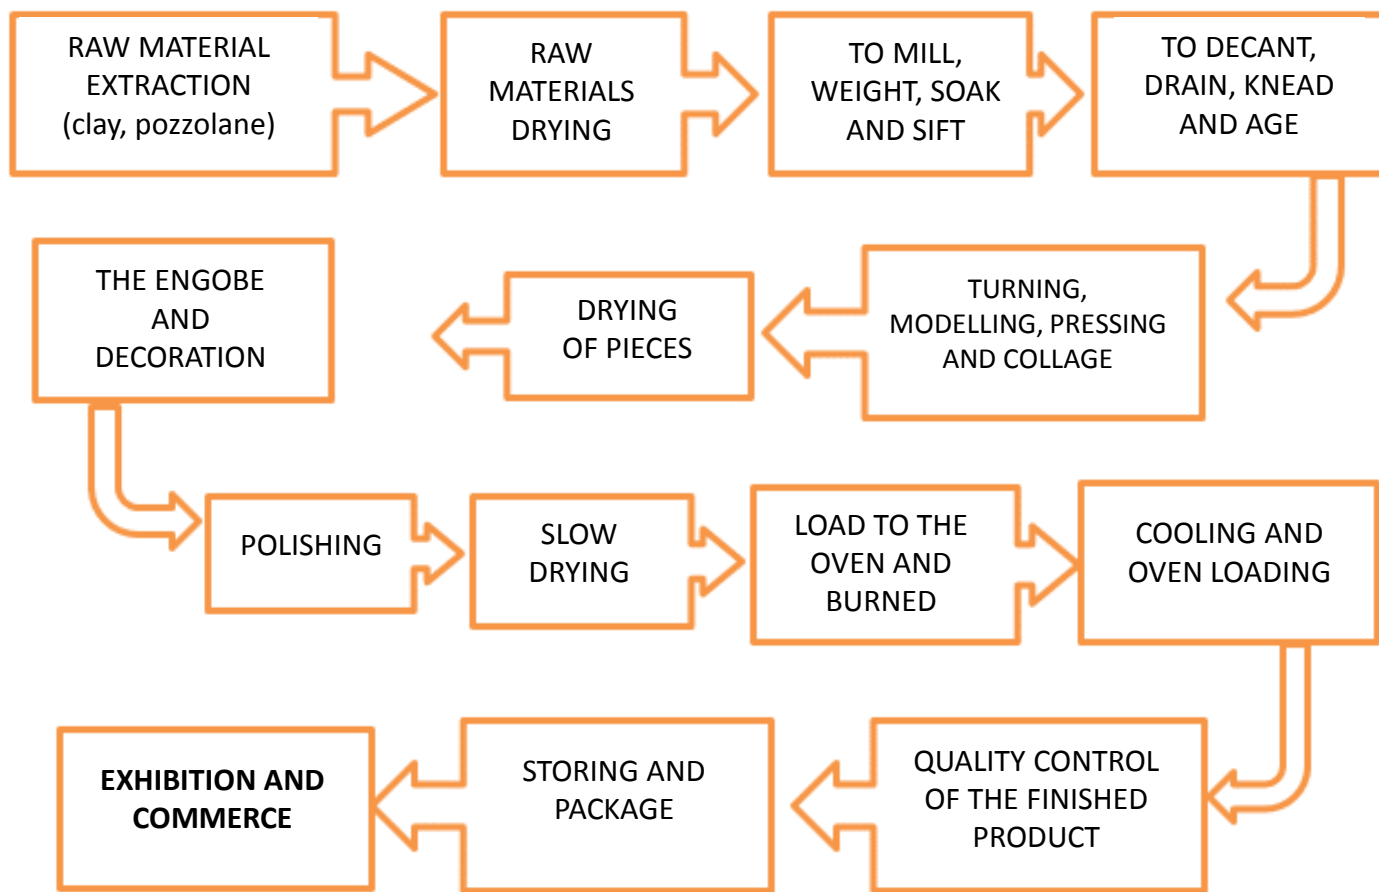 RAW MATERIAL
EXTRACTION
(clay, pozzolane)
RAW
MATERIALS
DRYING
TO MILL,
WEIGHT, SOAK
AND SIFT
TO DECANT,
DRAIN, KNEAD
AND AGE
TURNING,
MODELLING, PRESSING
AND COLLAGE
DRYING
OF PIECES
THE ENGOBE
AND
DECORATION
POLISHING
SLOW
DRYING
LOAD TO THE
OVEN AND
BURNED
COOLING AND
OVEN LOADING
QUALITY CONTROL
OF THE FINISHED
PRODUCT
STORING AND
PACKAGE
EXHIBITION AND
COMMERCE